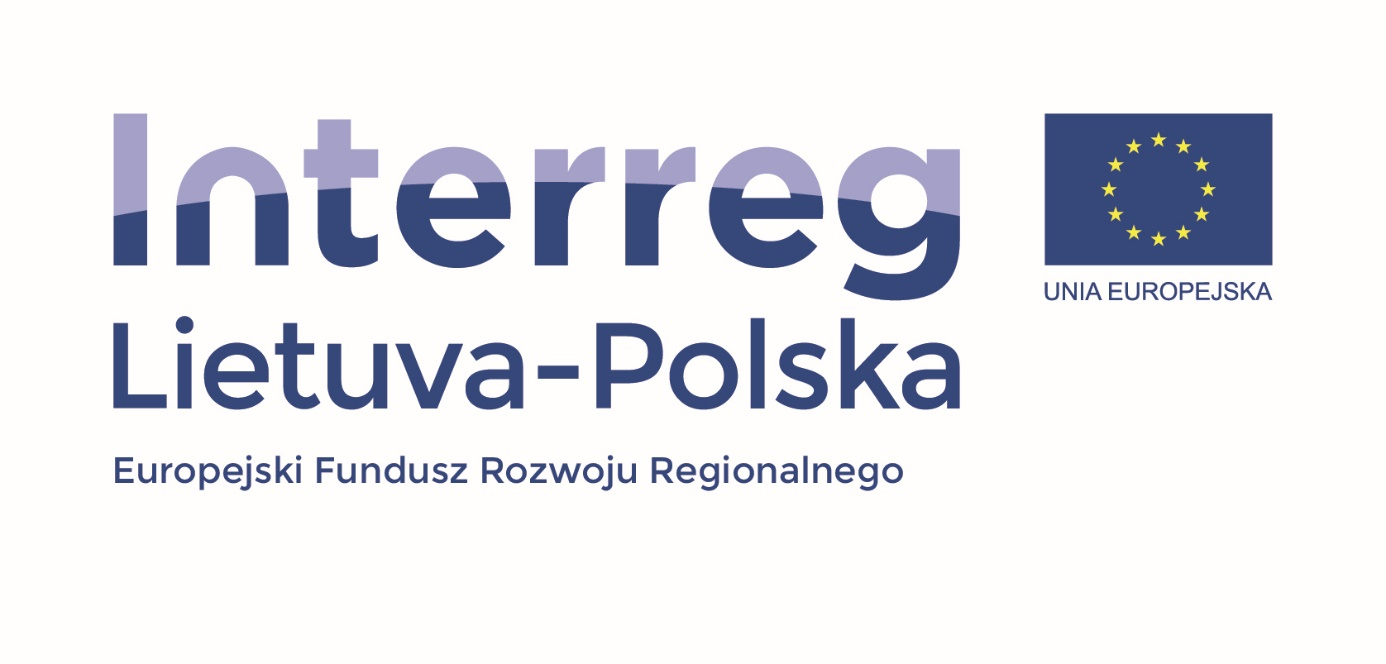 Interreg
UNIA EUROPEJSKA
Lietuva-Polska
Europejski Fundusz Rozwoju Regionalnego